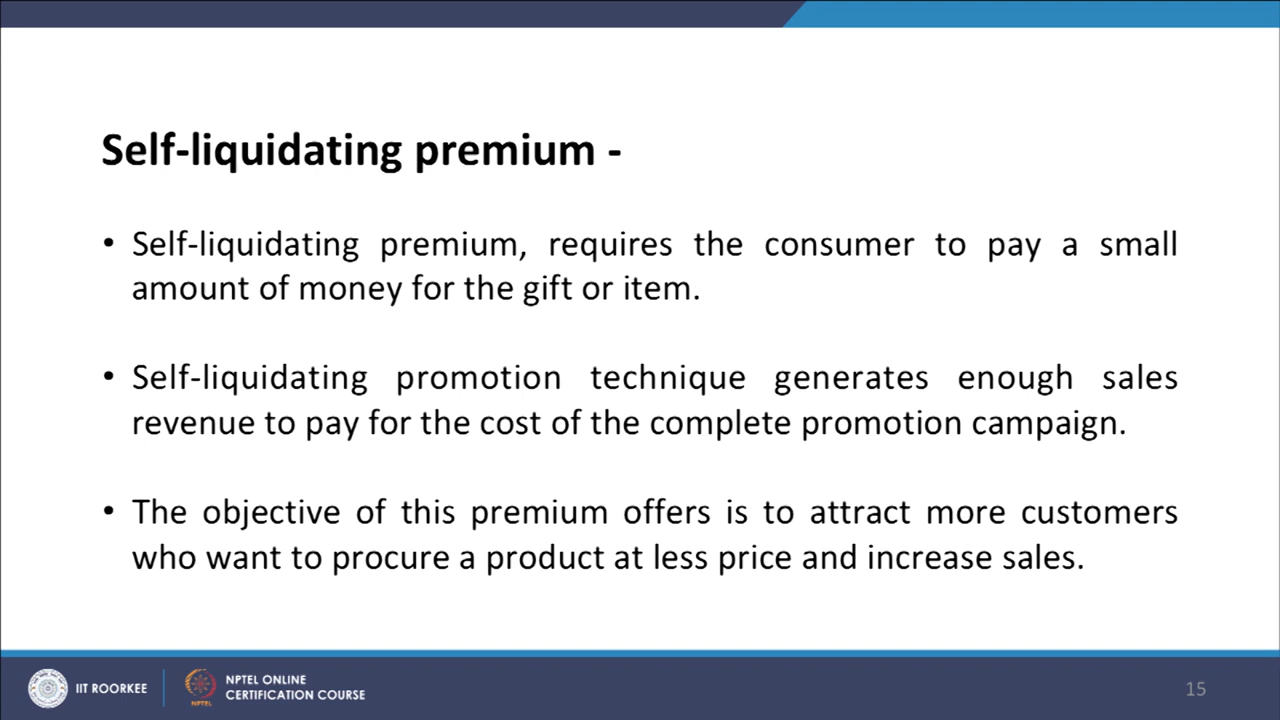 Self-liquidating premium -
• Self-liquidating premium, requires the consumer to pay a small
amount of money for the gift or item.
• Self-liquidating promotion technique generates enough sales
revenue to pay for the cost of the complete promotion campaign.
• The objective of this premium offers is to attract more customers
who want to procure a product at less price and increase sales.
IIT ROORKEE
NPTEL
NPTEL ONLINE
CERTIFICATION COURSE
15